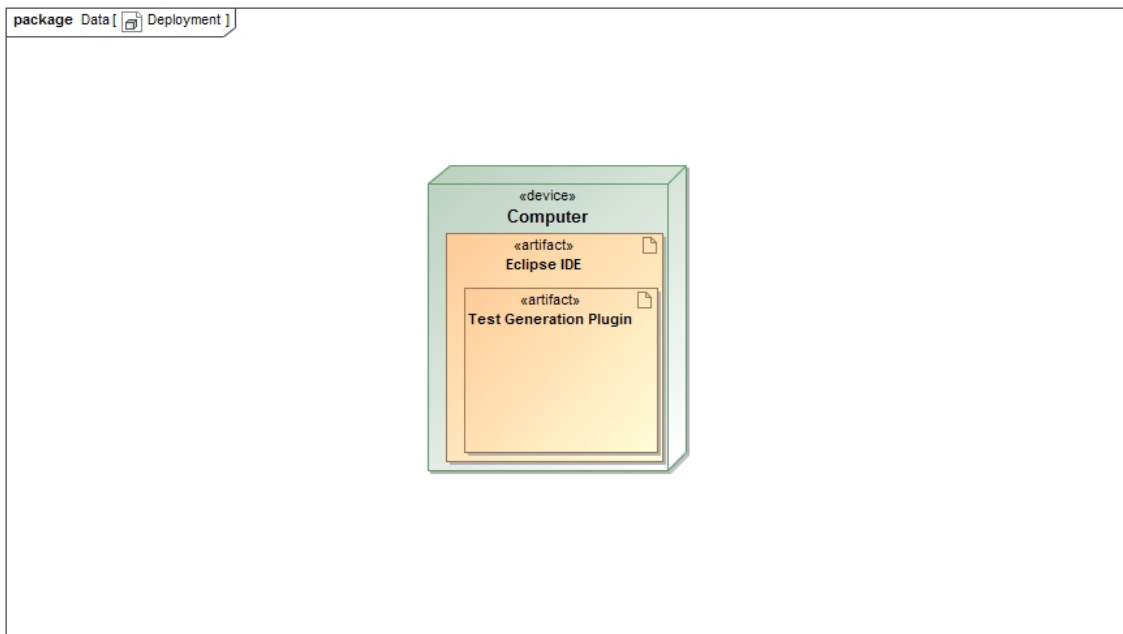 package Data [ Deployment ]
«device»
Computer
«artifact»
Eclipse IDE
«artifact»
Test Generation Plugin